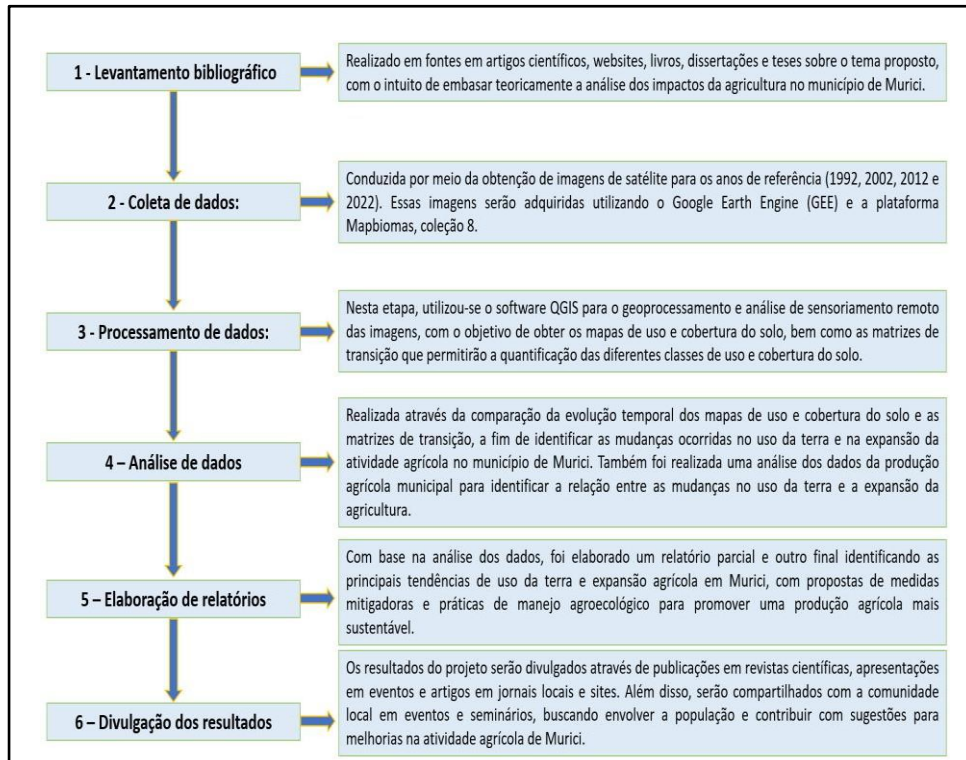 1 - Levantamento bibliográfico
Realizado em fontes em artigos científicos, websites, livros, dissertações e teses sobre o tema proposto,
com o intuito de embasar teoricamente a análise dos impactos da agricultura no município de Murici.
2 - Coleta de dados:
Conduzida por meio da obtenção de imagens de satélite para os anos de referência (1992, 2002, 2012 e
2022). Essas imagens serão adquiridas utilizando o Google Earth Engine (GEE) e a plataforma
Mapbiomas, coleção 8.
3 - Processamento de dados:
Nesta etapa, utilizou-se o software QGIS para o geoprocessamento e análise de sensoriamento remoto
das imagens, com o objetivo de obter os mapas de uso e cobertura do solo, bem como as matrizes de
transição que permitirão a quantificação das diferentes classes de uso e cobertura do solo.
4 – Análise de dados
Realizada através da comparação da evolução temporal dos mapas de uso e cobertura do solo e as
matrizes de transição, a fim de identificar as mudanças ocorridas no uso da terra e na expansão da
atividade agrícola no município de Murici. Também foi realizada uma análise dos dados da produção
agrícola municipal para identificar a relação entre as mudanças no uso da terra e a expansão da
agricultura.
5 – Elaboração de relatórios
Com base na análise dos dados, foi elaborado um relatório parcial e outro final identificando as
principais tendências de uso da terra e expansão agrícola em Murici, com propostas de medidas
mitigadoras e práticas de manejo agroecológico para promover uma produção agrícola mais
sustentável.
6 – Divulgação dos resultados
Os resultados do projeto serão divulgados através de publicações em revistas científicas, apresentações
em eventos e artigos em jornais locais e sites. Além disso, serão compartilhados com a comunidade
local em eventos e seminários, buscando envolver a população e contribuir com sugestões para
melhorias na atividade agrícola de Murici.